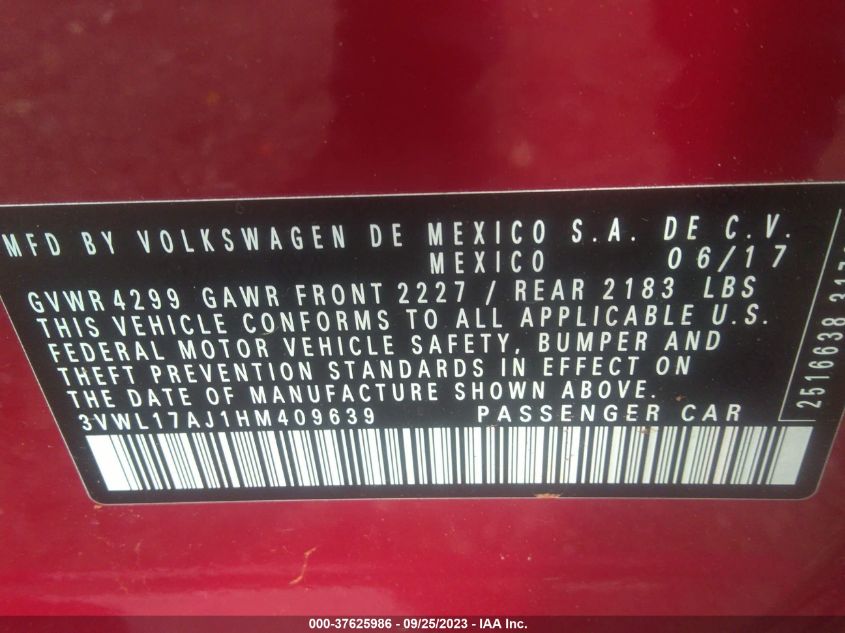 MFD BY VOLKSWAGEN DE MEXICO S.A. DE C.V.
MEXICO 06/17
GVWR 4299 GAWR FRONT 2227 / REAR 2183 LBS
THIS VEHICLE CONFORMS TO ALL APPLICABLE U.S.
FEDERAL MOTOR VEHICLE SAFETY, BUMPER AND
THEFT PREVENTION STANDARDS IN EFFECT ON
THE DATE OF MANUFACTURE SHOWN ABOVE.
3VWL17AJ1HM409639 PASSENGER CAR
2516638
000-37625986 - 09/25/2023 - IAA Inc.